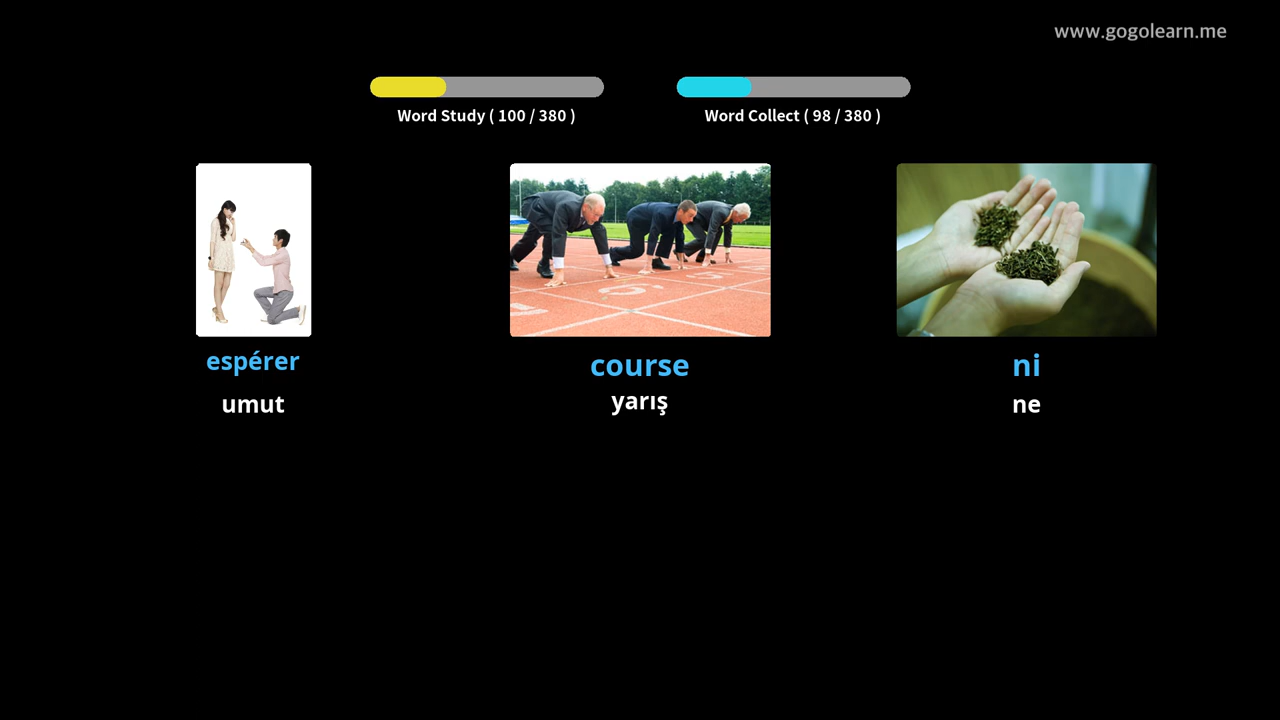 www.gogolearn.me
Word Study ( 100 / 380 )
Word Collect ( 98 / 380 )
espérer
umut
course
yarış
ni
ne